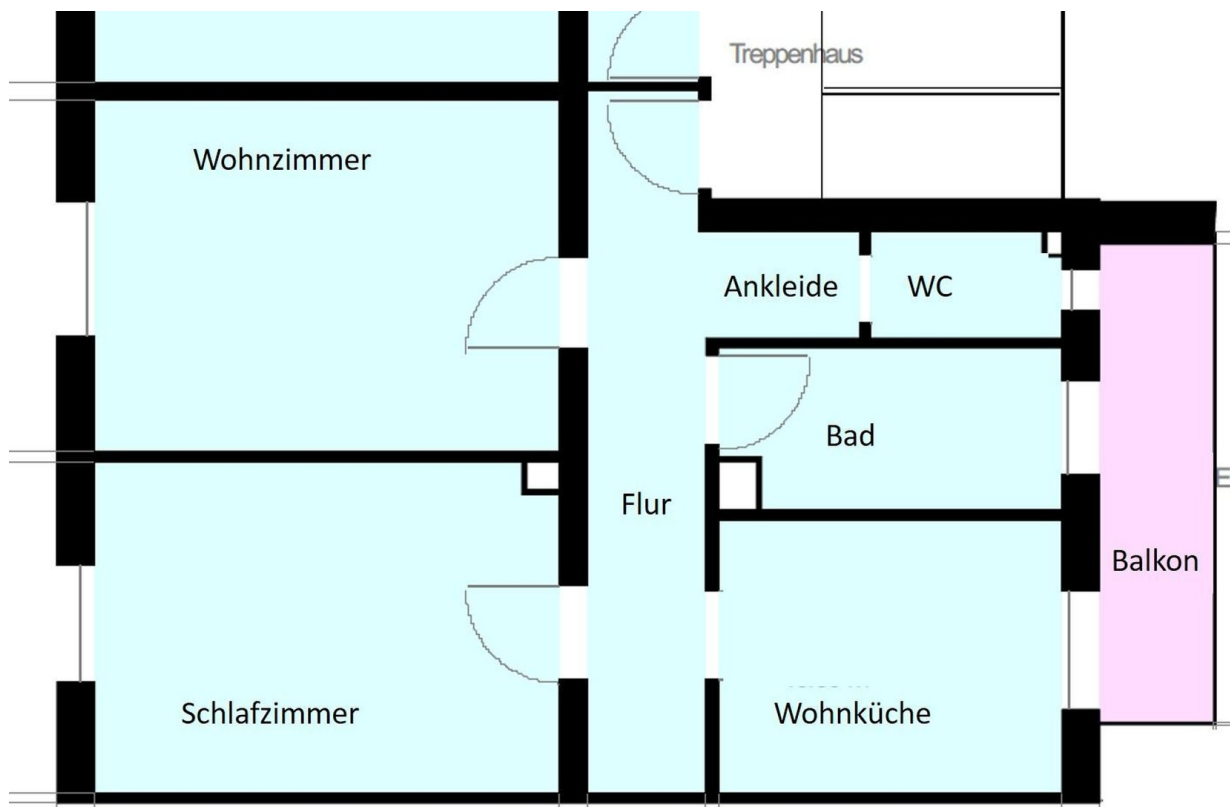 Treppenhaus
Wohnzimmer
Ankleide
WC
Bad
Flur
Balkon
Schlafzimmer
Wohnküche